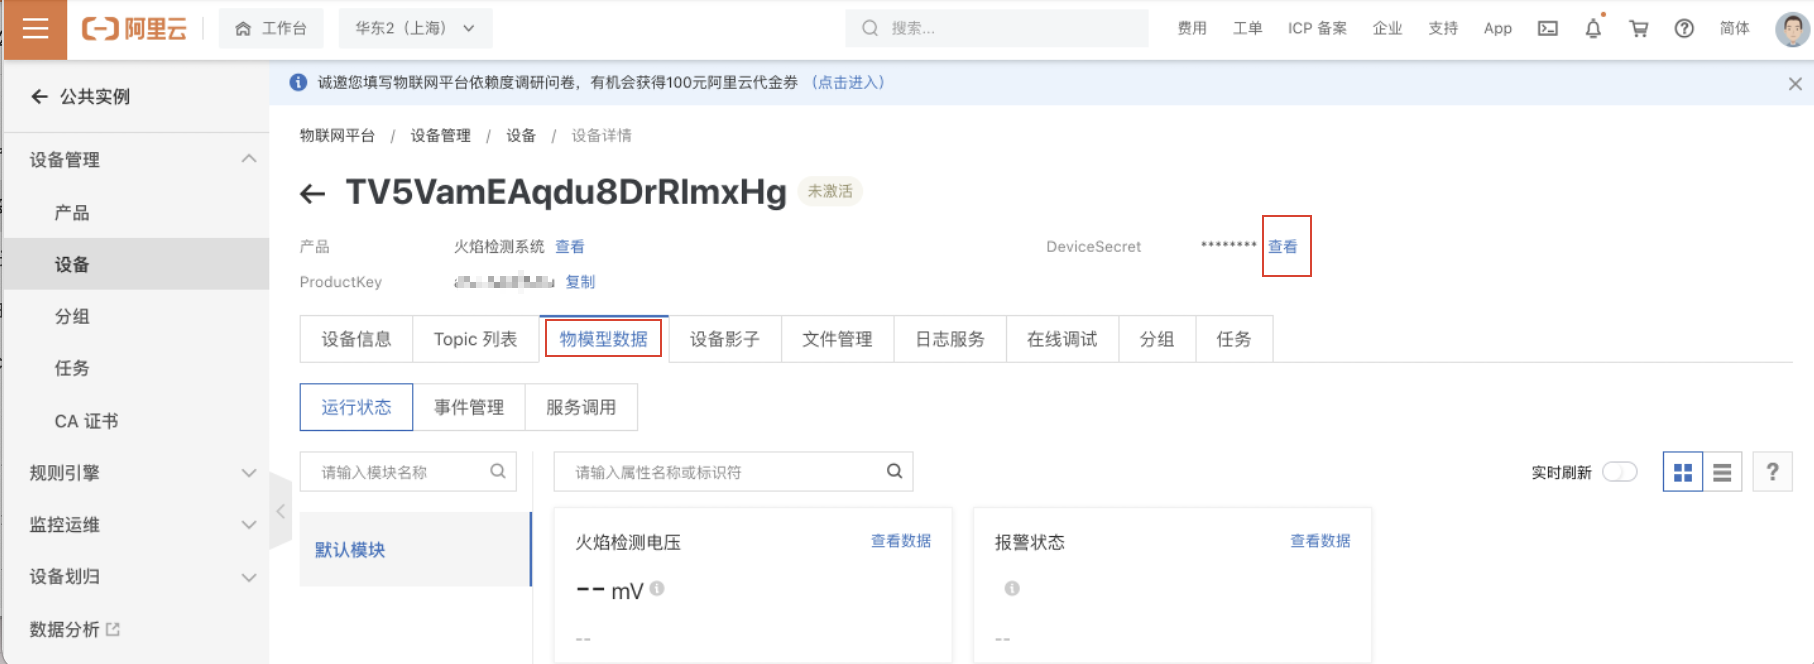 阿里云
工作台
华东2（上海）
搜索...
费用
工单
ICP 备案
企业
支持
App
简体
公共实例
诚邀您填写物联网平台依赖度调研问卷，有机会获得100元阿里云代金券 （点击进入）
物联网平台 / 设备管理 / 设备 / 设备详情
设备管理
产品
设备
分组
任务
CA 证书
规则引擎
监控运维
设备划归
数据分析
TV5VamEAqdu8DrRImxHg 未激活
产品 火焰检测系统 查看
DeviceSecret ******** 查看
ProductKey 复制
设备信息
Topic 列表
物模型数据
设备影子
文件管理
日志服务
在线调试
分组
任务
运行状态
事件管理
服务调用
请输入模块名称
请输入属性名称或标识符
实时刷新
?
默认模块
火焰检测电压 查看数据
-- mV
--
报警状态 查看数据
--